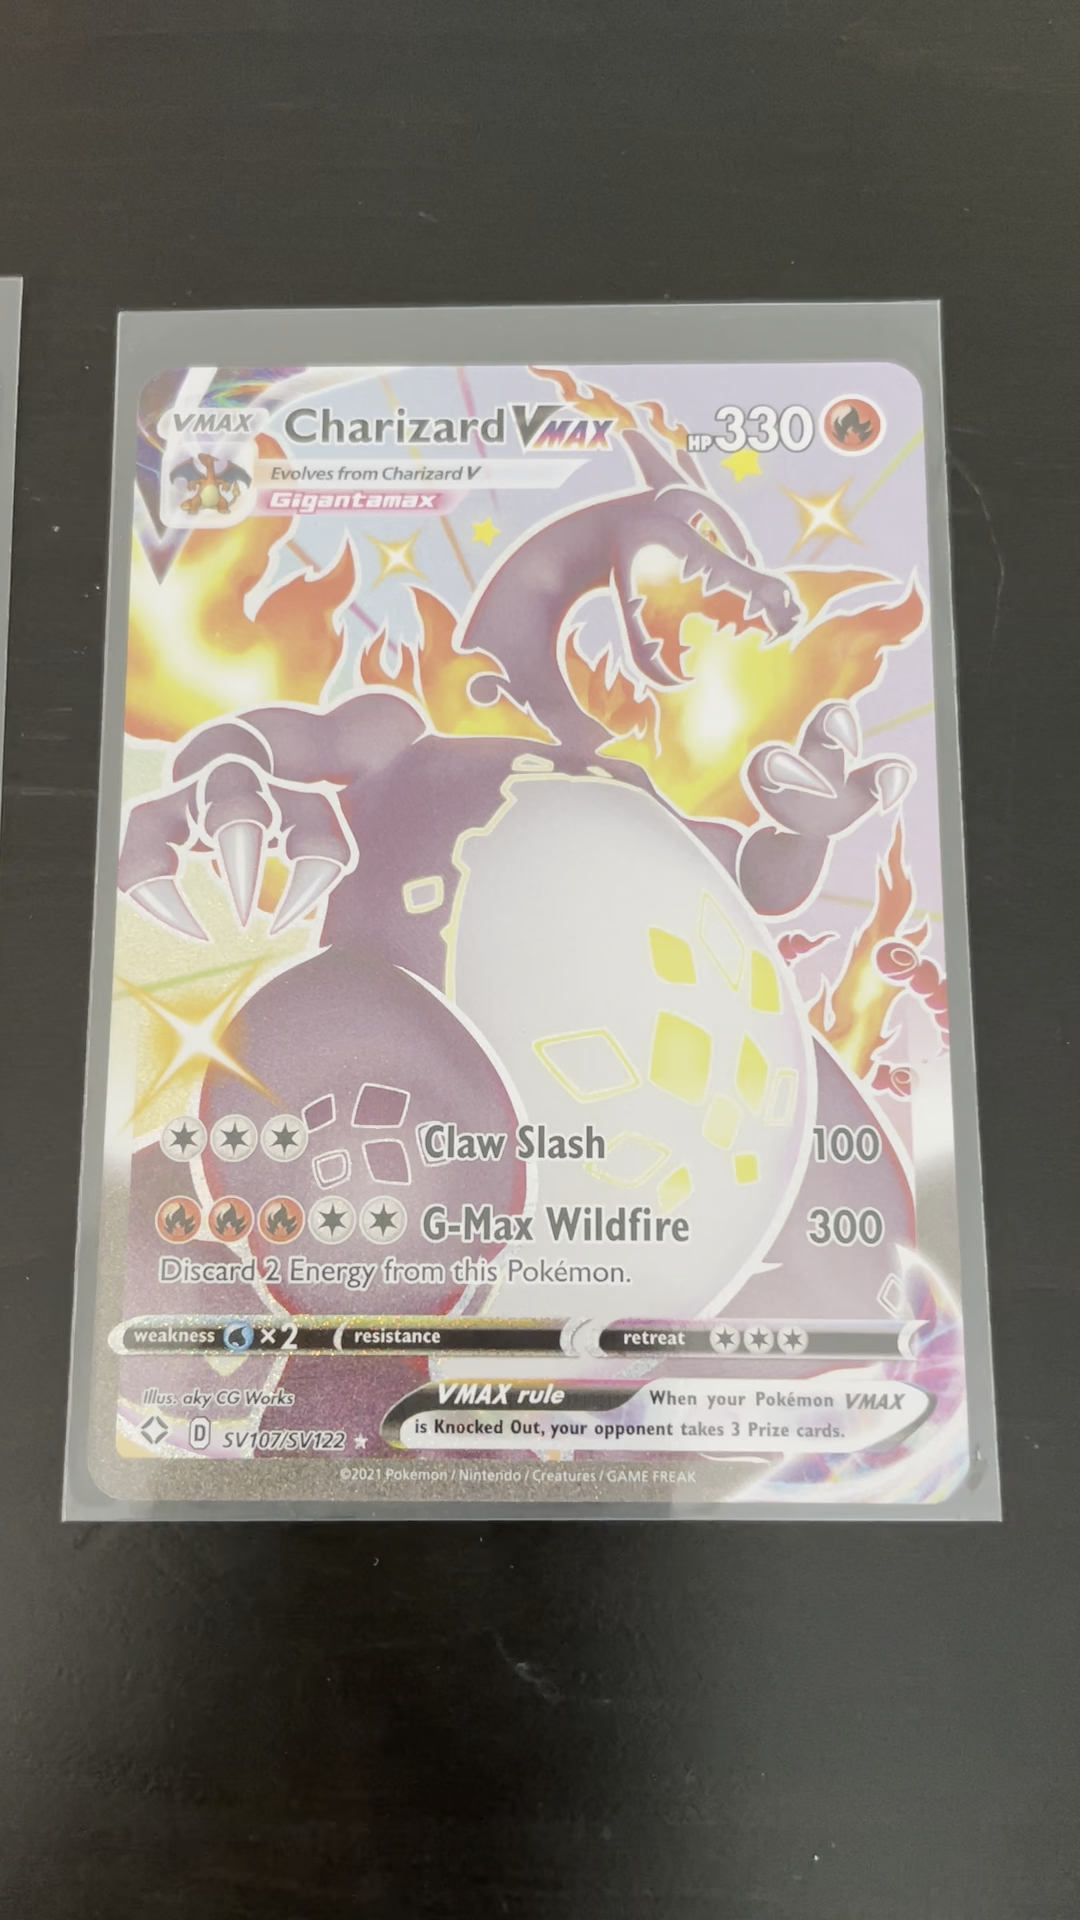 VMAX Charizard VMAX HP 330
Evolves from Charizard V
Gigantamax
Claw Slash 100
G-Max Wildfire 300
Discard 2 Energy from this Pokémon.
weakness ×2 resistance retreat
Illus. aky CG Works
VMAX rule When your Pokémon VMAX
is Knocked Out, your opponent takes 3 Prize cards.
D SV107/SV122
©2021 Pokémon / Nintendo / Creatures / GAME FREAK